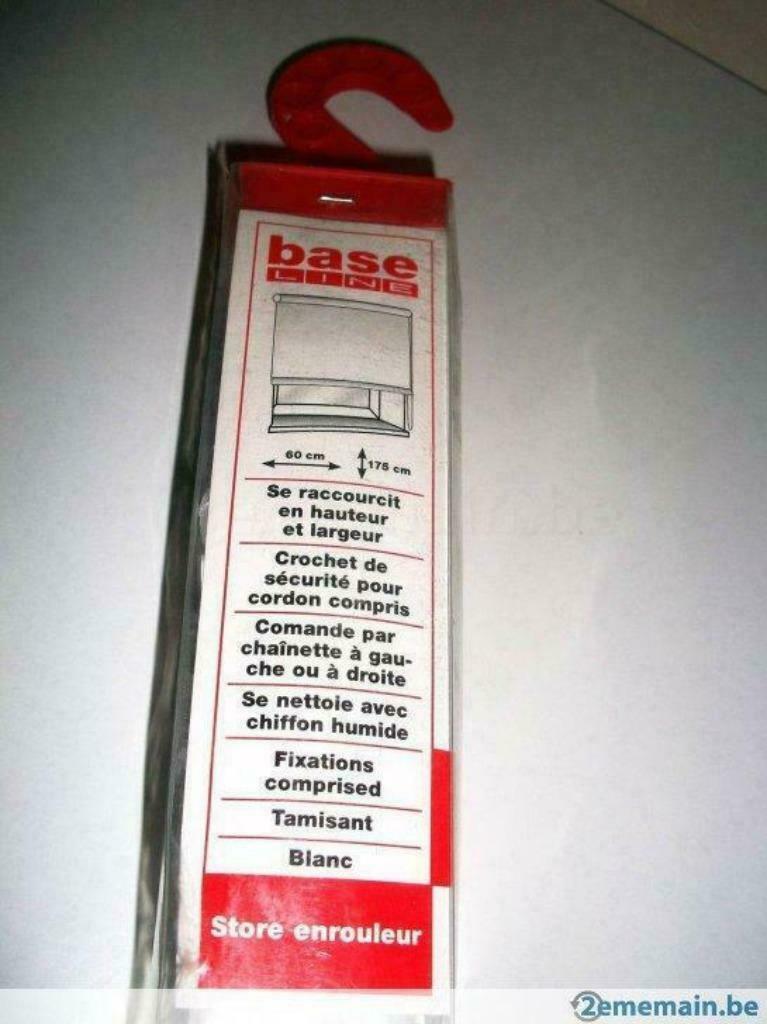 base
LINE
60 cm
175 cm
Se raccourcit
en hauteur
et largeur
Crochet de
sécurité pour
cordon compris
Comande par
chaînette à gau-
che ou à droite
Se nettoie avec
chiffon humide
Fixations
comprised
Tamisant
Blanc
Store enrouleur
2ememain.be